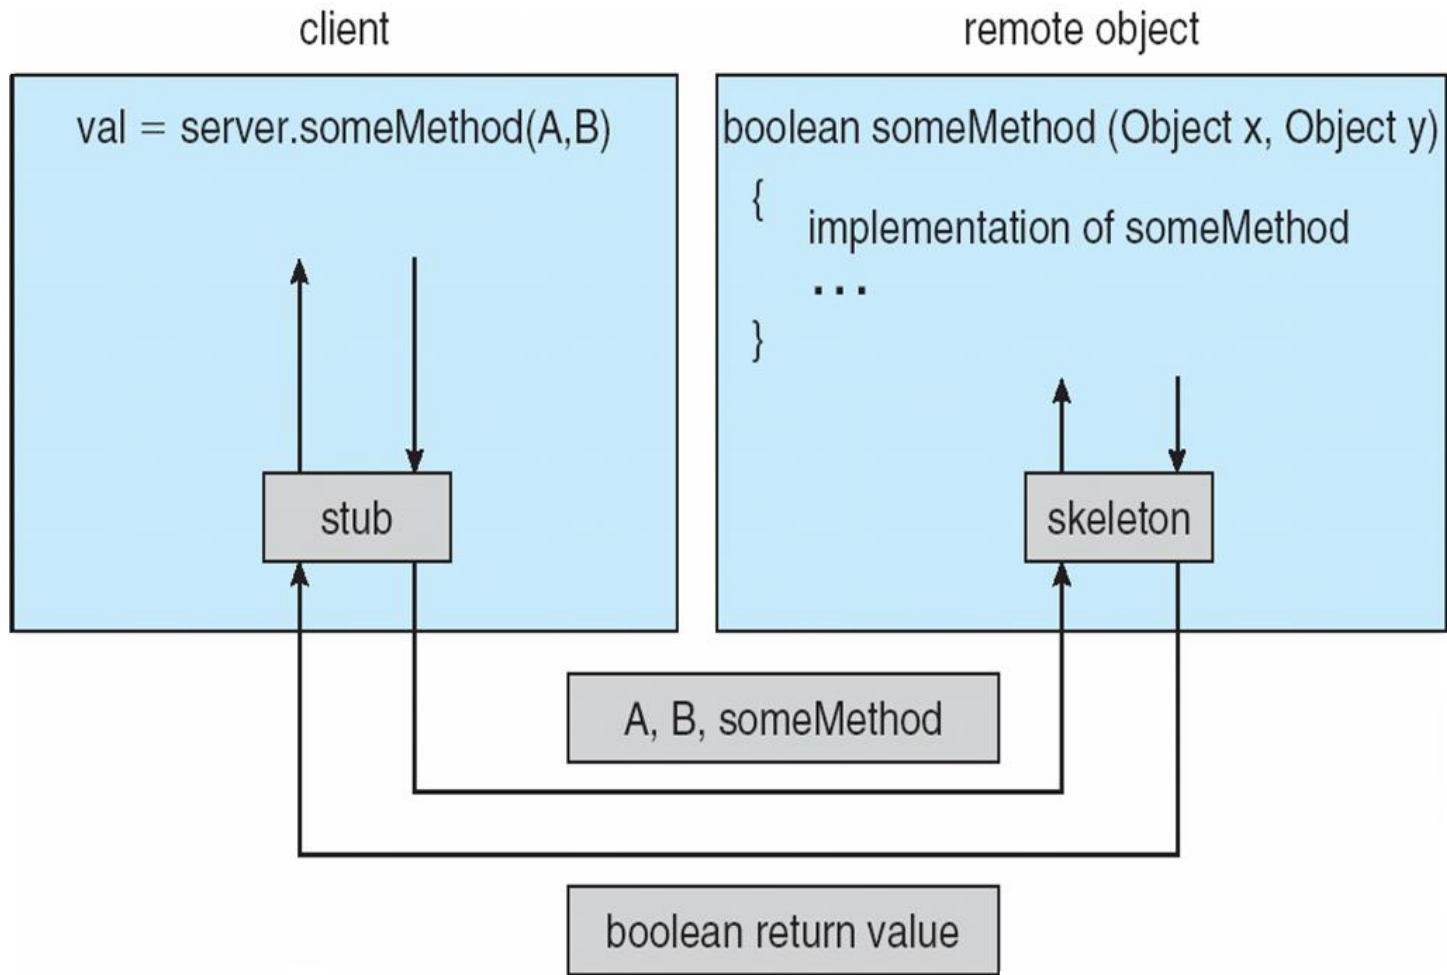 client
remote object
val = server.someMethod(A,B)
boolean someMethod (Object x, Object y)
{
implementation of someMethod
...
}
stub
skeleton
A, B, someMethod
boolean return value